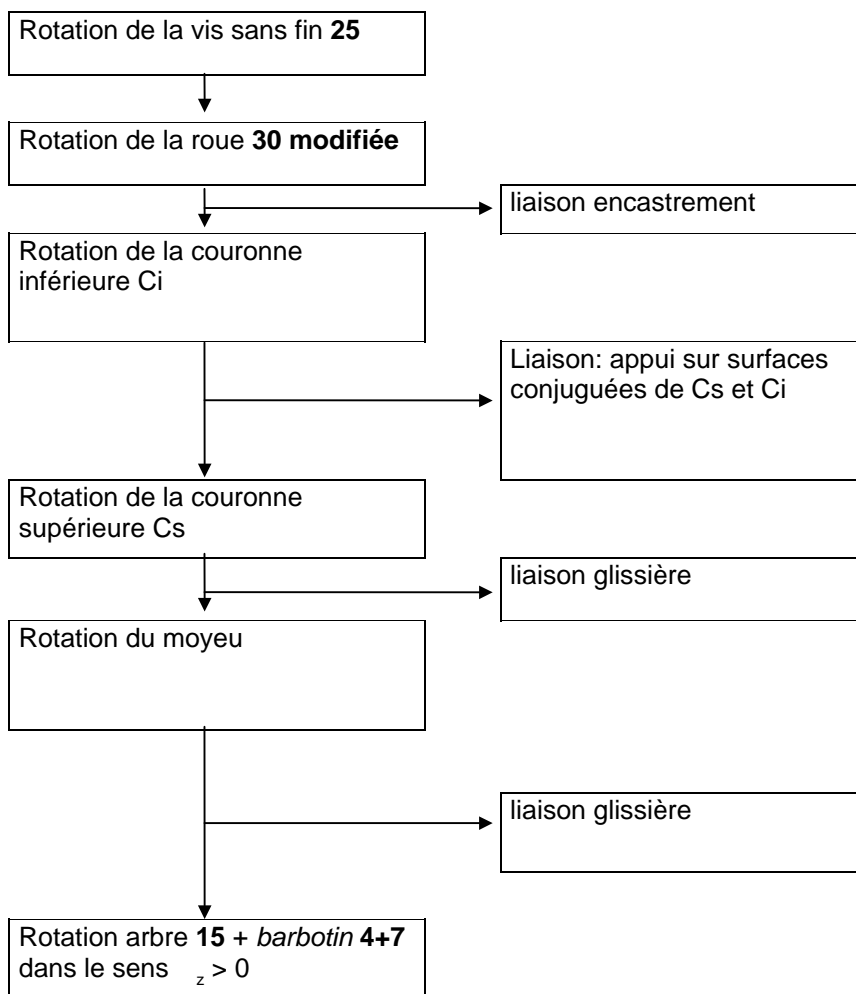 Rotation de la vis sans fin 25
Rotation de la roue 30 modifiée
liaison encastrement
Rotation de la couronne
inférieure Ci
Liaison: appui sur surfaces
conjuguées de Cs et Ci
Rotation de la couronne
supérieure Cs
liaison glissière
Rotation du moyeu
liaison glissière
Rotation arbre 15 + barbotin 4+7
dans le sens z > 0